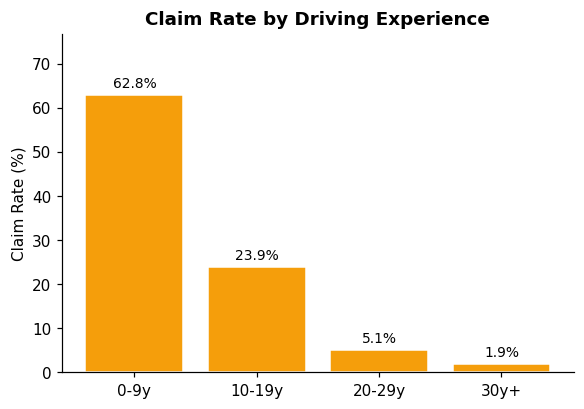 Claim Rate by Driving Experience
Claim Rate (%)
70
60
50
40
30
20
10
0
62.8%
23.9%
5.1%
1.9%
0-9y
10-19y
20-29y
30y+